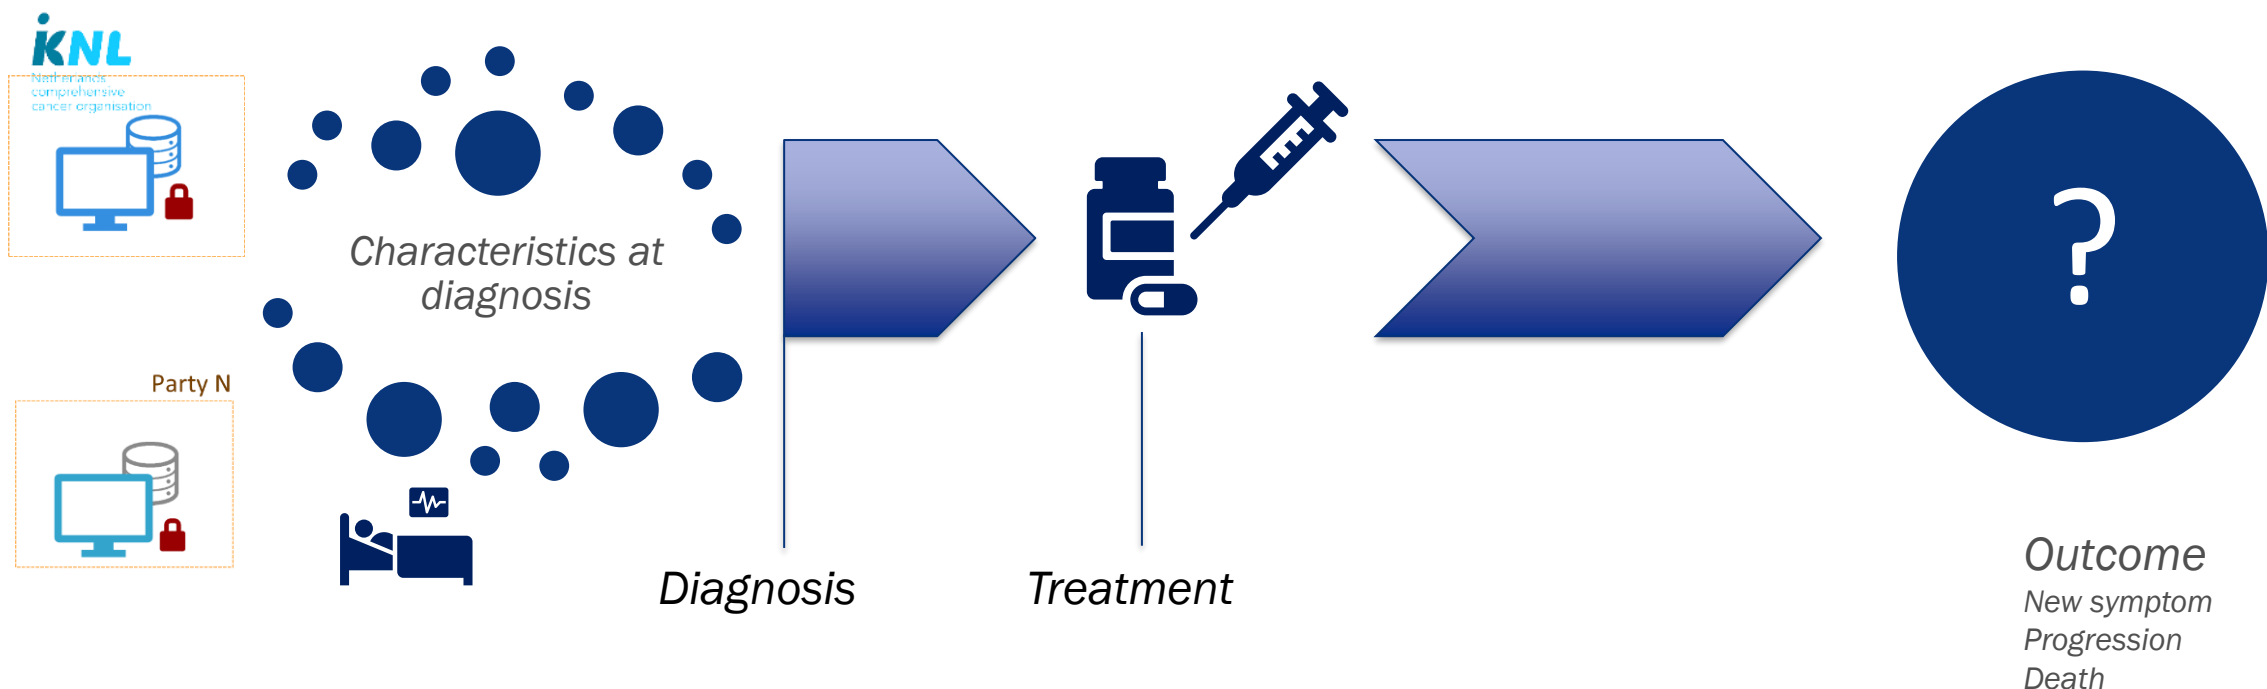 iKNL
Netherlands
comprehensive
cancer organisation
Characteristics at
diagnosis
?
Party N
Diagnosis
Treatment
Outcome
New symptom
Progression
Death